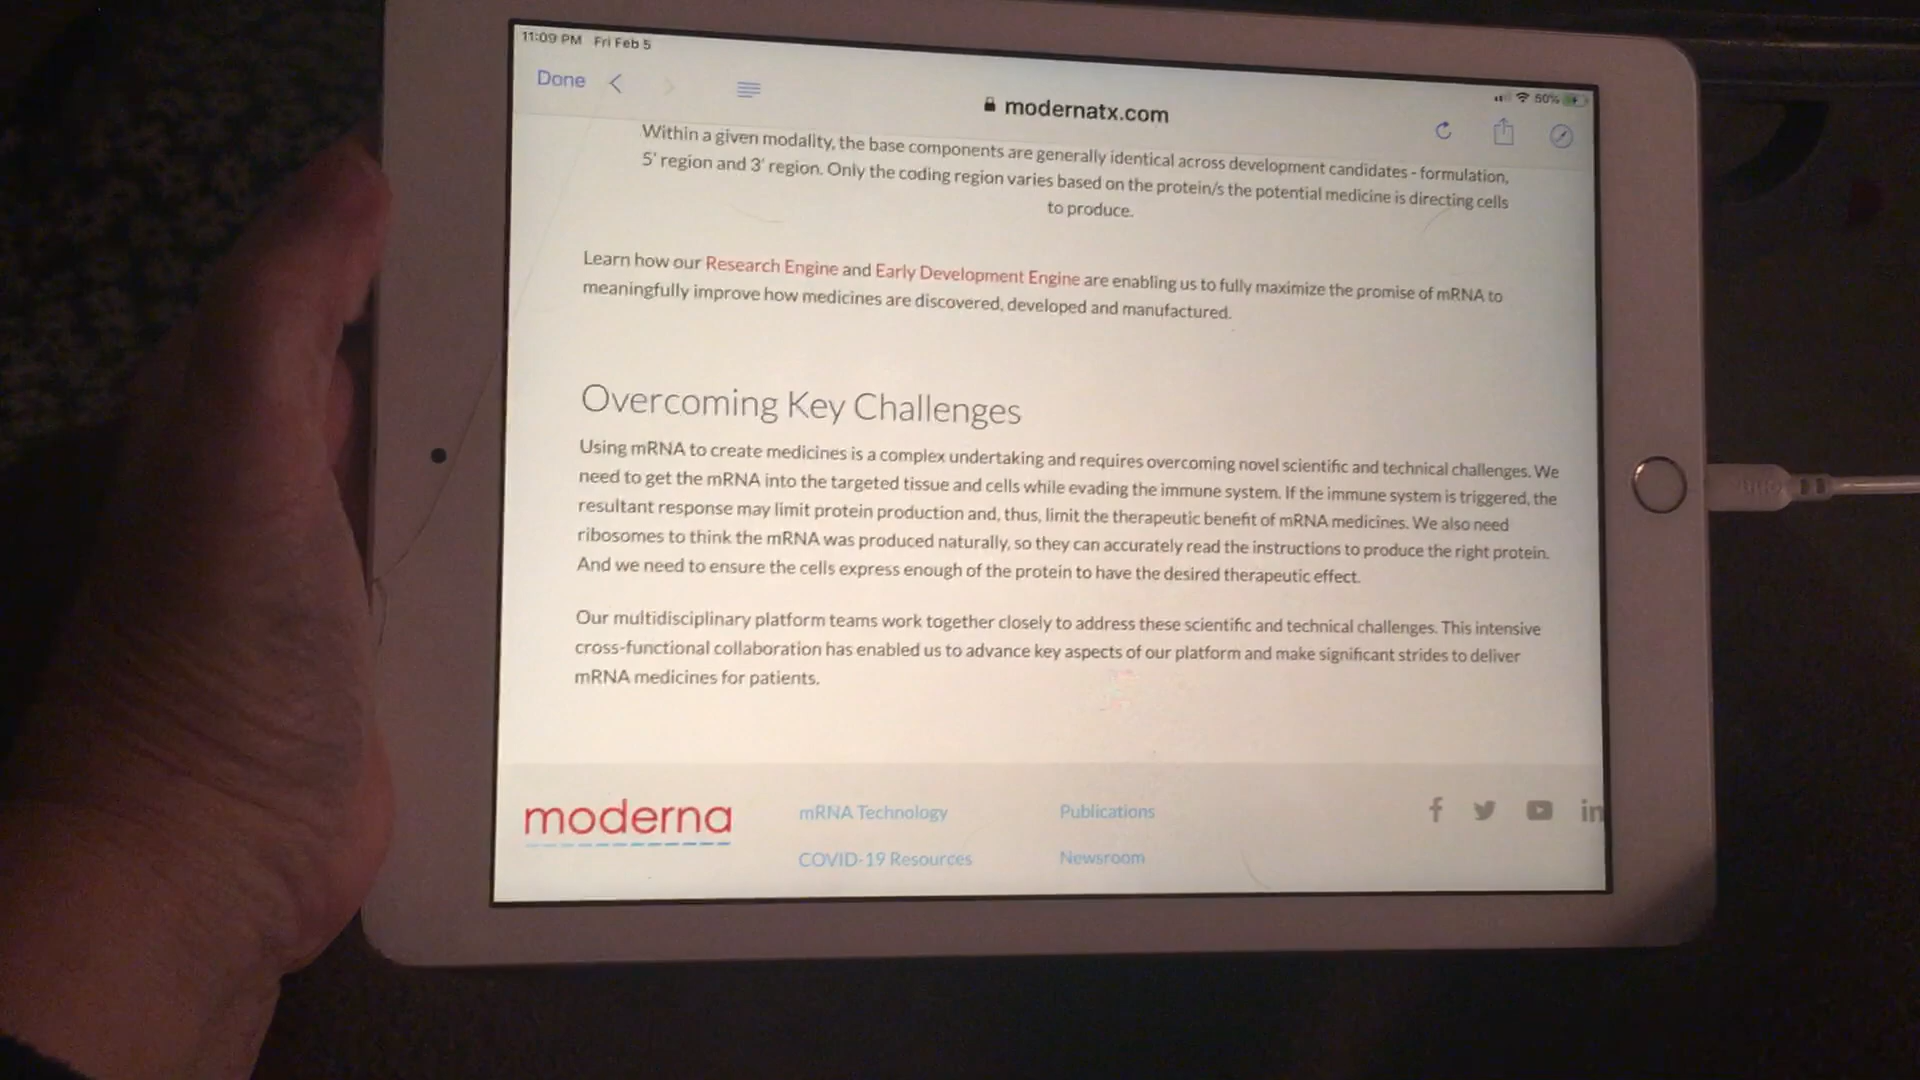 11:09 PM Fri Feb 5
50%
Done
modernatx.com
Within a given modality, the base components are generally identical across development candidates - formulation,
5' region and 3' region. Only the coding region varies based on the protein/s the potential medicine is directing cells
to produce.
Learn how our Research Engine and Early Development Engine are enabling us to fully maximize the promise of mRNA to
meaningfully improve how medicines are discovered, developed and manufactured.
Overcoming Key Challenges
Using mRNA to create medicines is a complex undertaking and requires overcoming novel scientific and technical challenges. We
need to get the mRNA into the targeted tissue and cells while evading the immune system. If the immune system is triggered, the
resultant response may limit protein production and, thus, limit the therapeutic benefit of mRNA medicines. We also need
ribosomes to think the mRNA was produced naturally, so they can accurately read the instructions to produce the right protein.
And we need to ensure the cells express enough of the protein to have the desired therapeutic effect.
Our multidisciplinary platform teams work together closely to address these scientific and technical challenges. This intensive
cross-functional collaboration has enabled us to advance key aspects of our platform and make significant strides to deliver
mRNA medicines for patients.
moderna
mRNA Technology
Publications
COVID-19 Resources
Newsroom
f
in